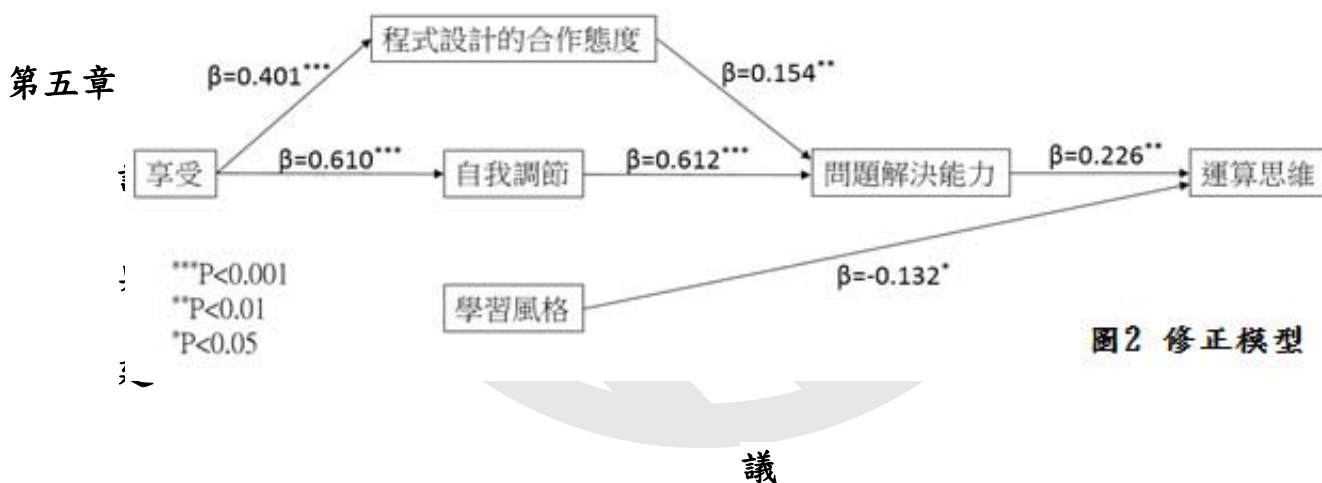 程式設計的合作態度
第五章
β=0.401***
β=0.154**
享受
β=0.610***
自我調節
β=0.612***
問題解決能力
β=0.226**
運算思維
β=-0.132*
學習風格
***P<0.001
**P<0.01
*P<0.05
圖2 修正模型
議